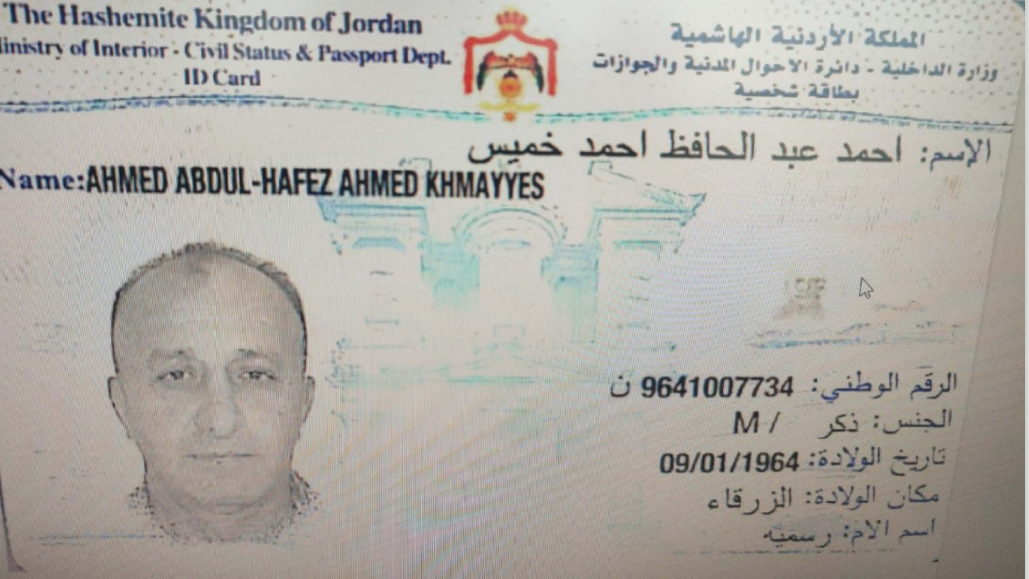 The Hashemite Kingdom of Jordan
المملكة الأردنية الهاشمية
Ministry of Interior - Civil Status & Passport Dept.
وزارة الداخلية - دائرة الاحوال المدنية والجوازات
ID Card
بطاقة شخصية
الإسم: احمد عبد الحافظ احمد خميس
Name:AHMED ABDUL-HAFEZ AHMED KHMAYYES
الرقم الوطني: 9641007734 ن
الجنس: ذكر / M
تاريخ الولادة: 09/01/1964
مكان الولادة: الزرقاء
اسم الام: رسميه